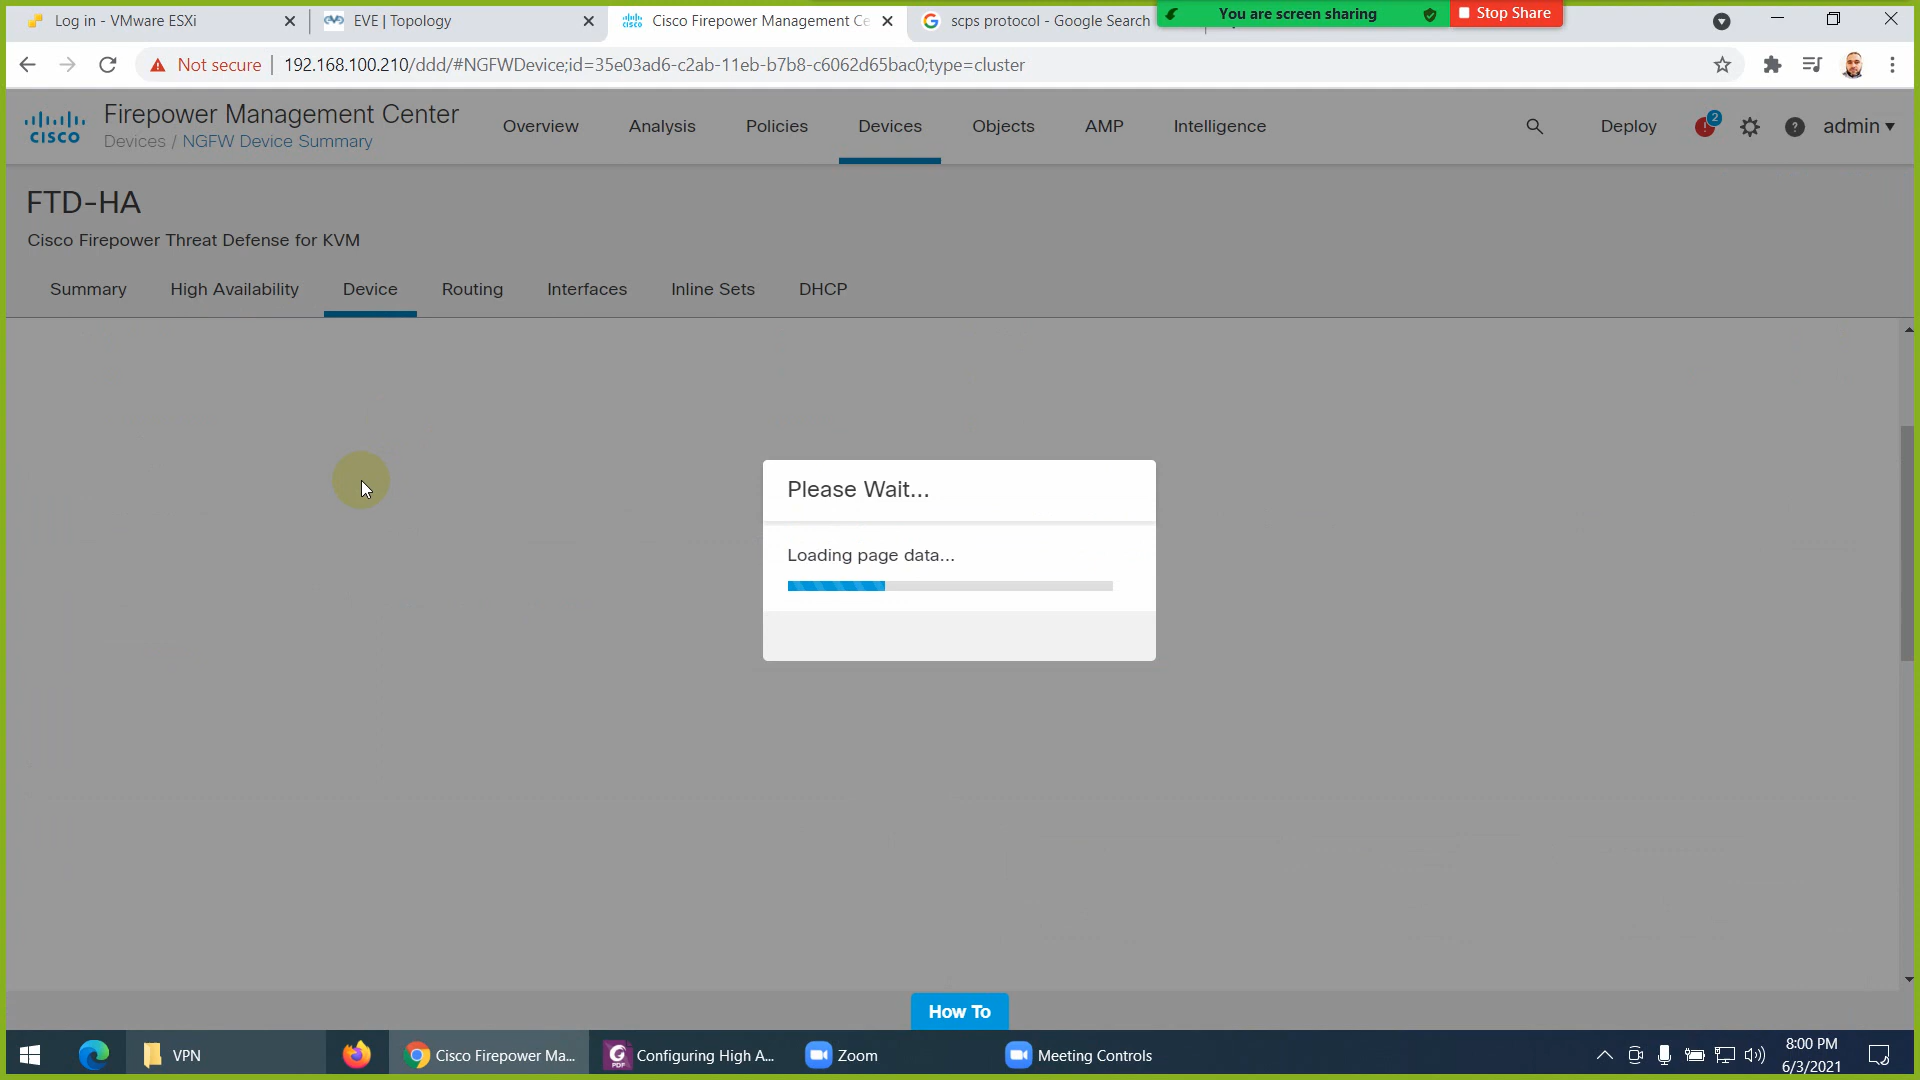 Log in - VMware ESXi
EVE | Topology
Cisco Firepower Management Ce
scps protocol - Google Search
You are screen sharing
Stop Share
Not secure
192.168.100.210/ddd/#NGFWDevice;id=35e03ad6-c2ab-11eb-b7b8-c6062d65bac0;type=cluster
cisco
Firepower Management Center
Devices / NGFW Device Summary
Overview
Analysis
Policies
Devices
Objects
AMP
Intelligence
Deploy
2
admin
FTD-HA
Cisco Firepower Threat Defense for KVM
Summary
High Availability
Device
Routing
Interfaces
Inline Sets
DHCP
Please Wait...
Loading page data...
How To
VPN
Cisco Firepower Ma...
PDF
Configuring High A...
Zoom
Meeting Controls
8:00 PM
6/3/2021